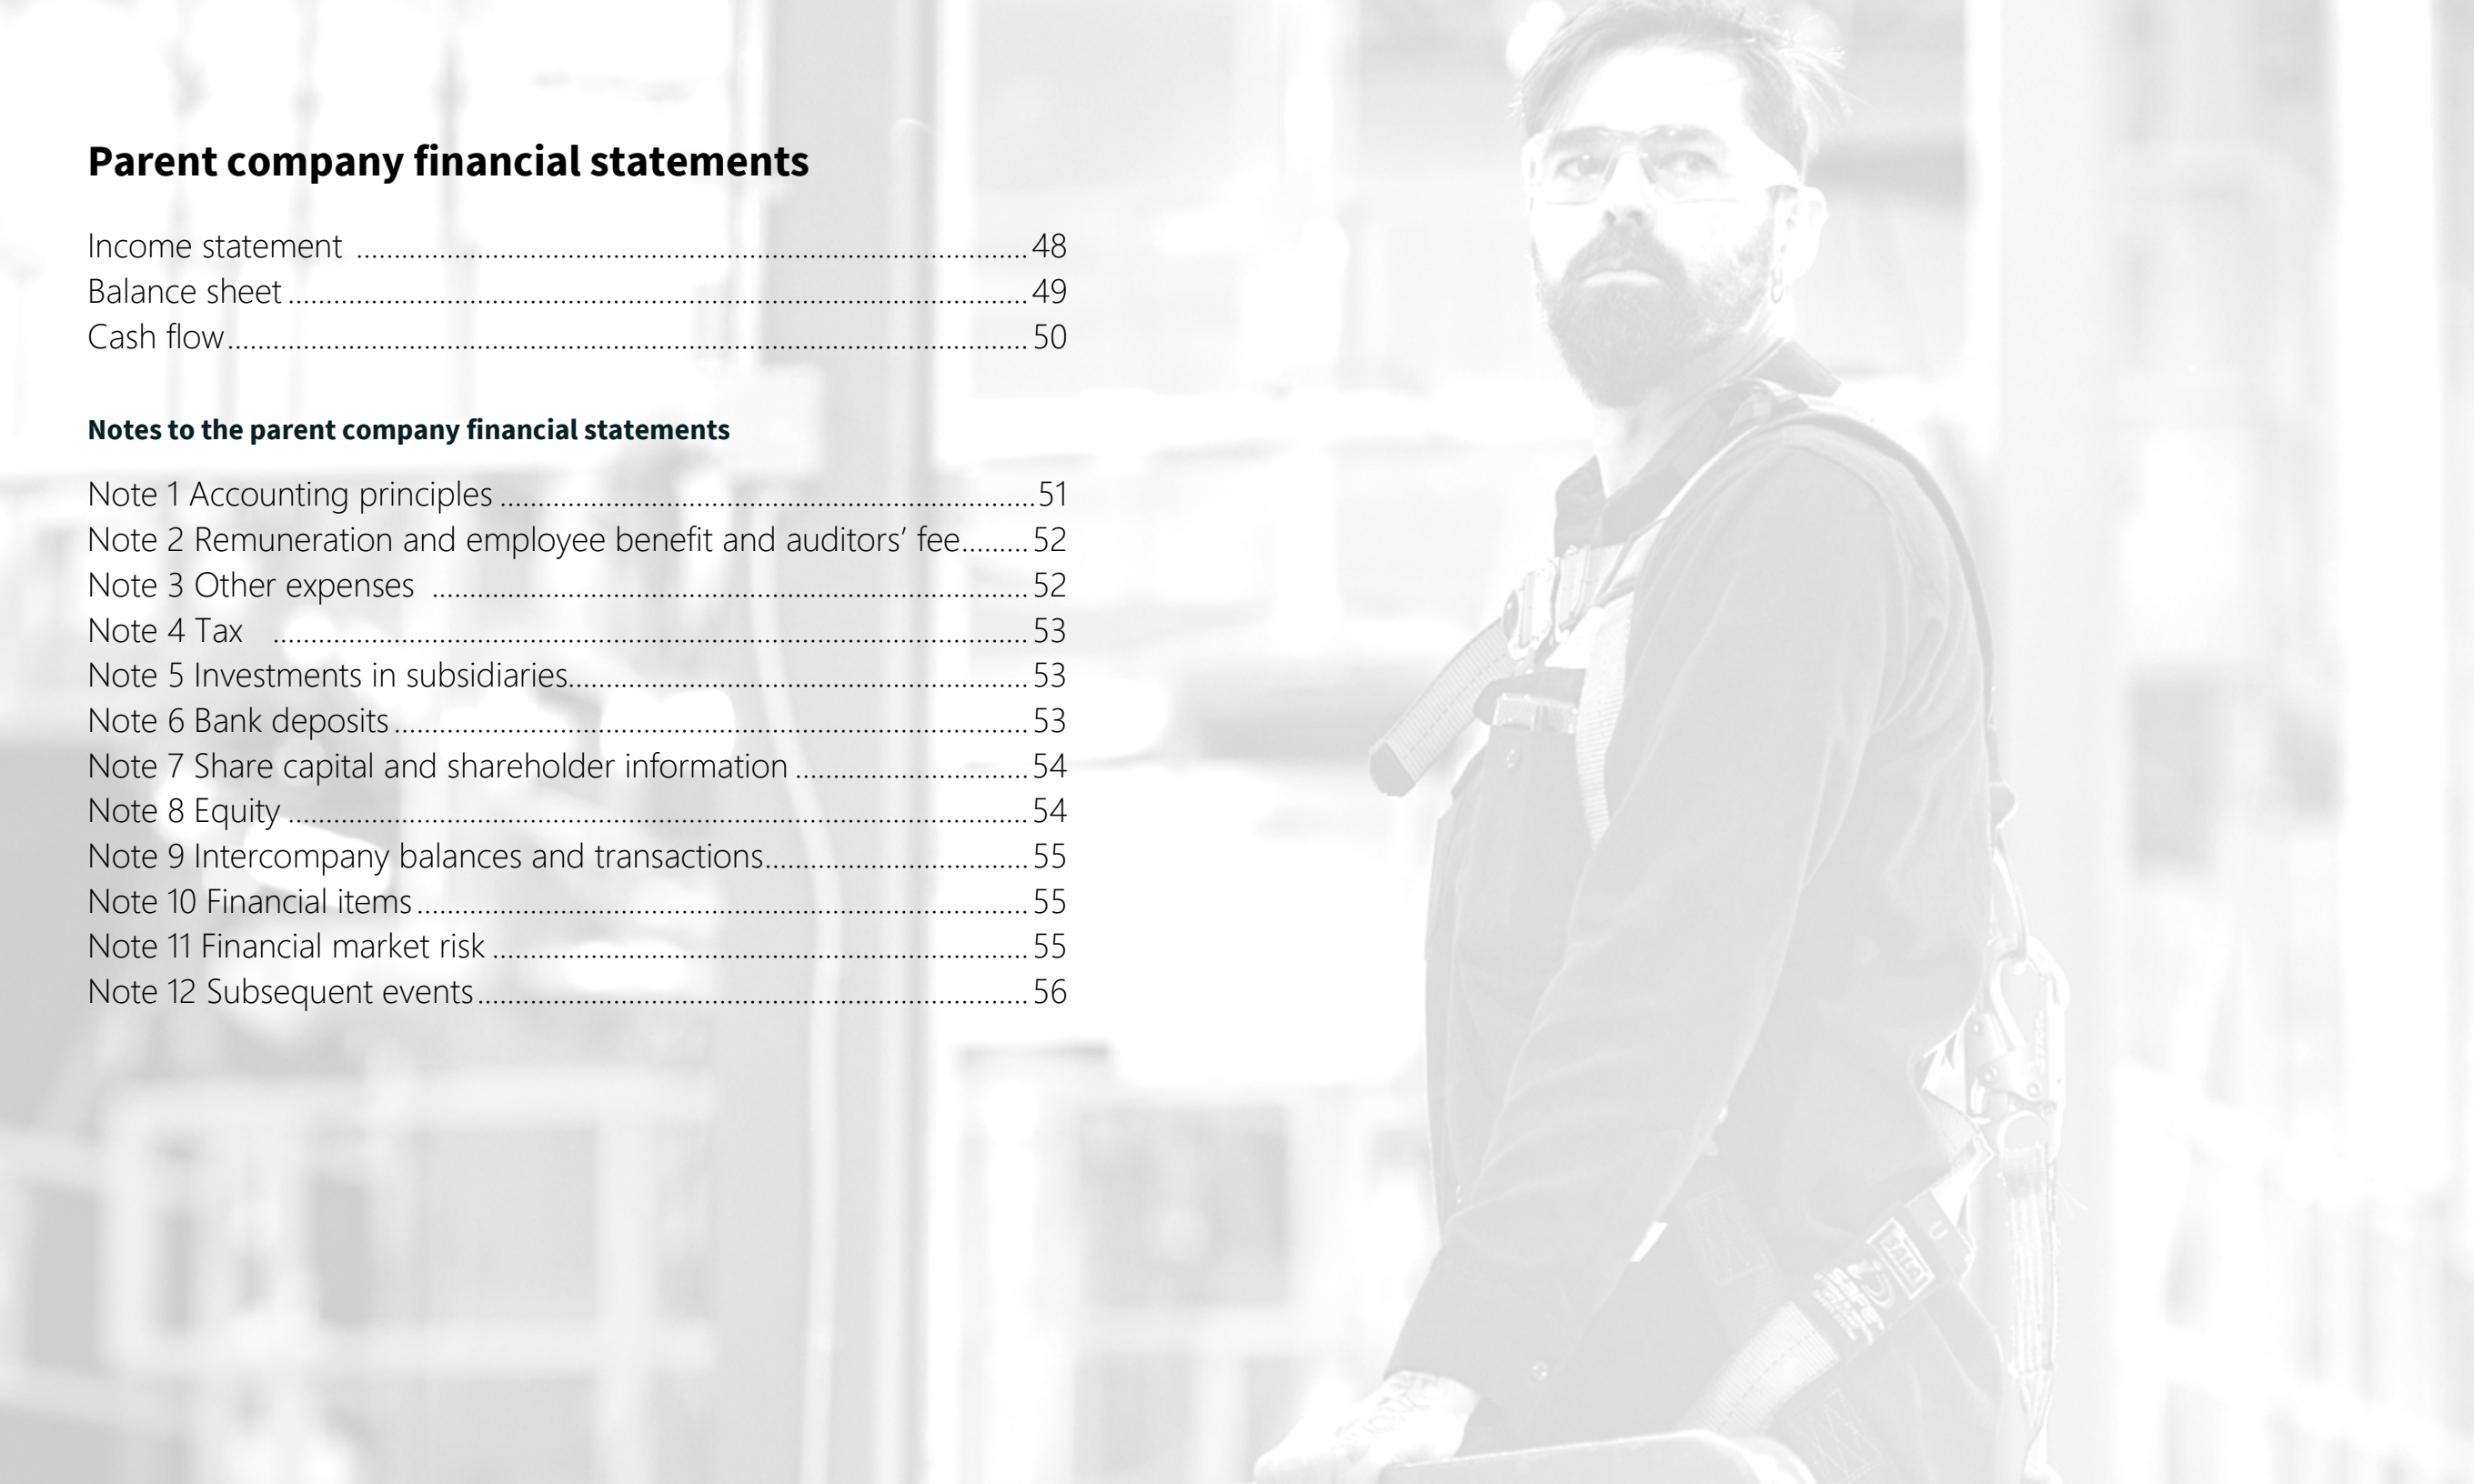 Parent company financial statements
Income statement ................................................ 48
Balance sheet ................................................ 49
Cash flow ................................................ 50
Notes to the parent company financial statements
Note 1 Accounting principles ................................................ 51
Note 2 Remuneration and employee benefit and auditors’ fee ......... 52
Note 3 Other expenses ................................................ 52
Note 4 Tax ................................................ 53
Note 5 Investments in subsidiaries ................................................ 53
Note 6 Bank deposits ................................................ 53
Note 7 Share capital and shareholder information ............................... 54
Note 8 Equity ................................................ 54
Note 9 Intercompany balances and transactions ................................... 55
Note 10 Financial items ................................................ 55
Note 11 Financial market risk ................................................ 55
Note 12 Subsequent events ................................................ 56
SALA